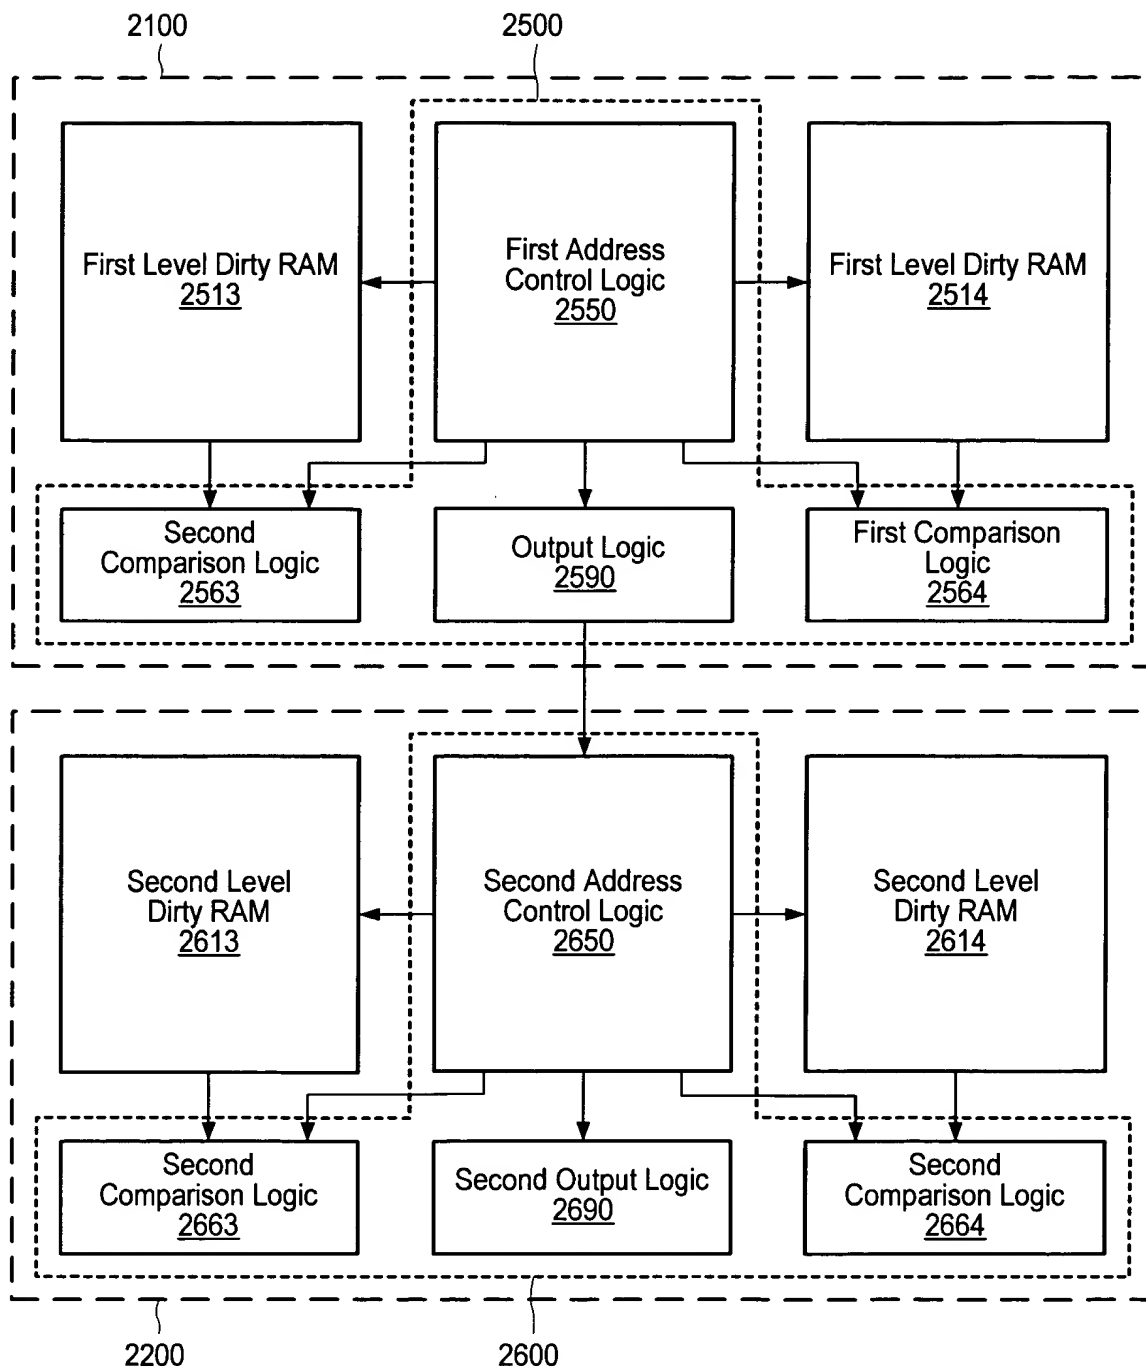 2100
2500
First Level Dirty RAM
2513
First Address
Control Logic
2550
First Level Dirty RAM
2514
Second
Comparison Logic
2563
Output Logic
2590
First Comparison
Logic
2564
Second Level
Dirty RAM
2613
Second Address
Control Logic
2650
Second Level
Dirty RAM
2614
Second
Comparison Logic
2663
Second Output Logic
2690
Second
Comparison Logic
2664
2200
2600